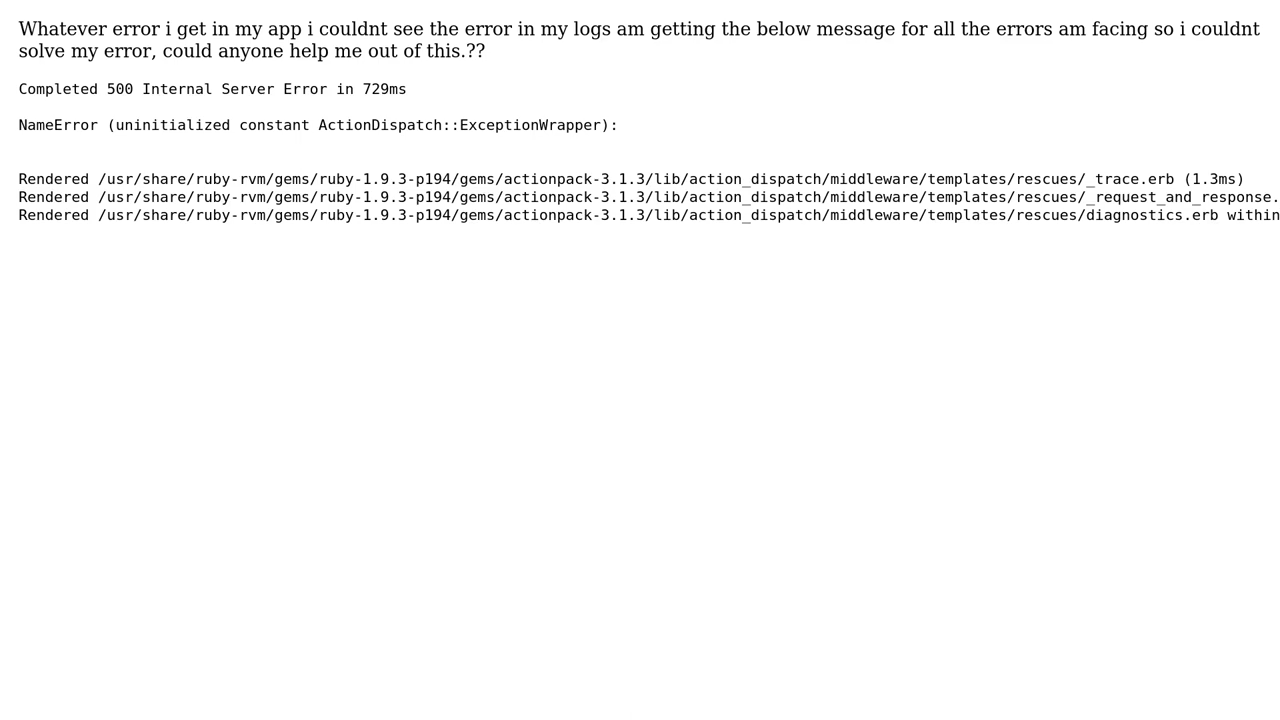 Whatever error i get in my app i couldnt see the error in my logs am getting the below message for all the errors am facing so i couldnt
solve my error, could anyone help me out of this.??
Completed 500 Internal Server Error in 729ms
NameError (uninitialized constant ActionDispatch::ExceptionWrapper):
Rendered /usr/share/ruby-rvm/gems/ruby-1.9.3-p194/gems/actionpack-3.1.3/lib/action_dispatch/middleware/templates/rescues/_trace.erb (1.3ms)
Rendered /usr/share/ruby-rvm/gems/ruby-1.9.3-p194/gems/actionpack-3.1.3/lib/action_dispatch/middleware/templates/rescues/_request_and_response.
Rendered /usr/share/ruby-rvm/gems/ruby-1.9.3-p194/gems/actionpack-3.1.3/lib/action_dispatch/middleware/templates/rescues/diagnostics.erb within